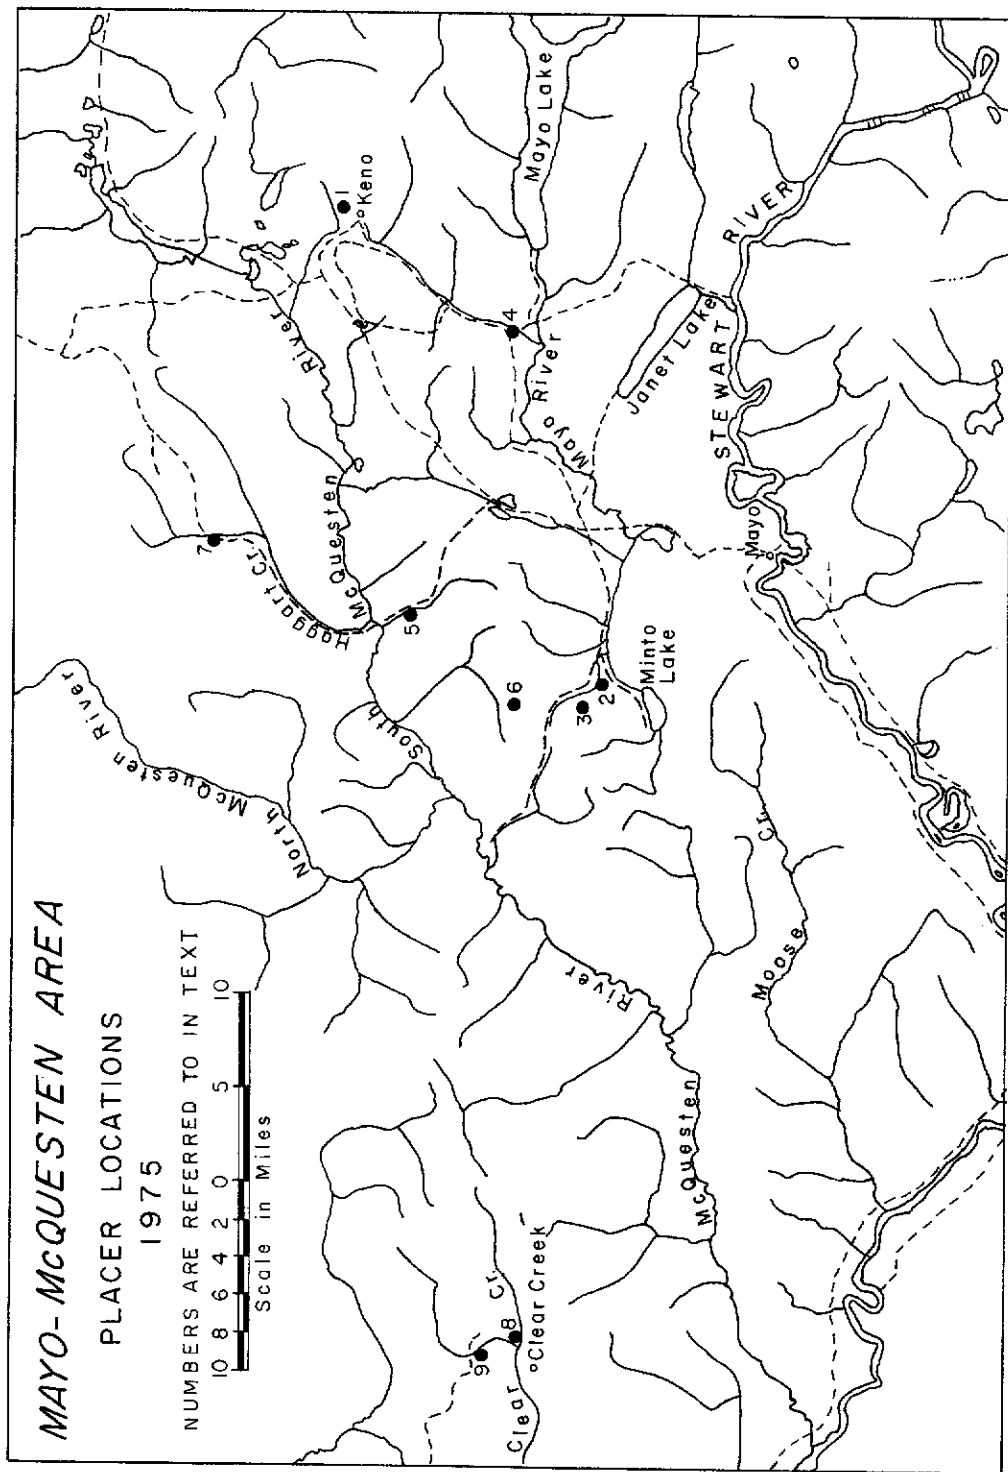 MAYO-McQUESTEN AREA
PLACER LOCATIONS
1975
NUMBERS ARE REFERRED TO IN TEXT
10 8 6 4 2 0 5 10
Scale in Miles
North McQuesten River
Haggart Cr.
7
South McQuesten River
1
Keno
5
6
4
Mayo Lake
Mayo River
3
2
Minto Lake
Janet Lake
STEWART RIVER
Mayo
9
8
Clear Cr.
Clear Creek
McQuesten River
Moose Cr.